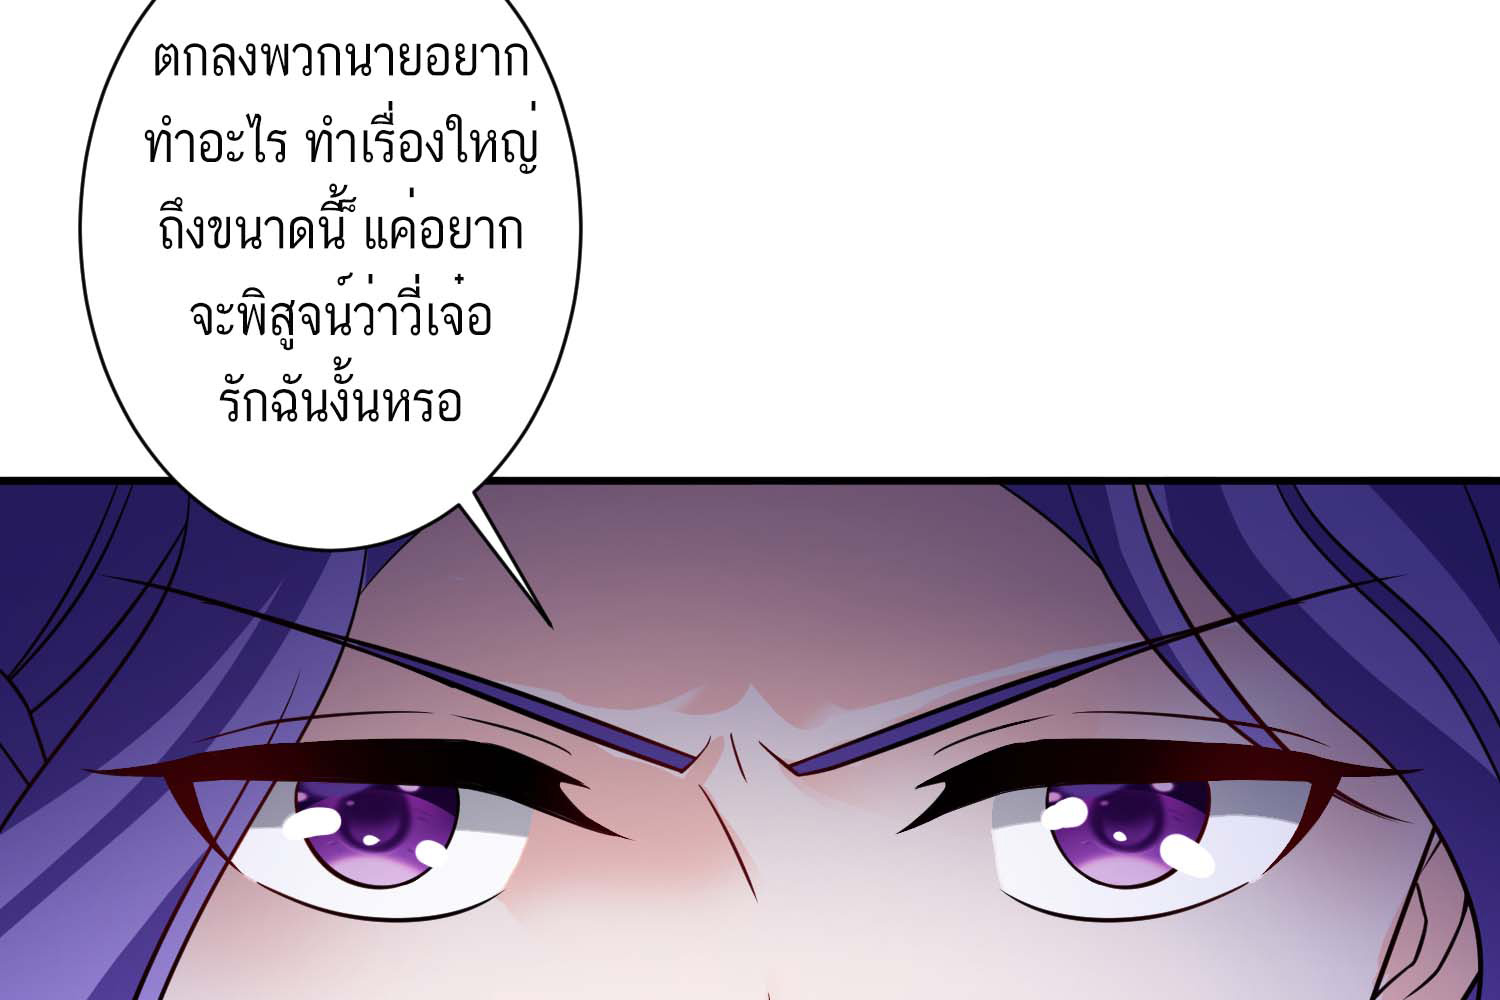 ตกลงพวกนายอยาก
ทำอะไร ทำเรื่องใหญ่
ถึงขนาดนี้็ แค่อยาก
จะพิสูจน์ว่าวี่เจ๋อ
รักฉันงั้นหรอ